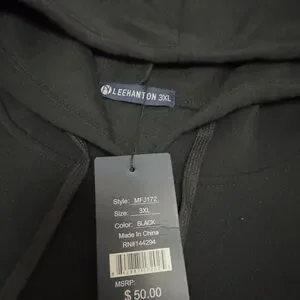 LEEHANTON 3XL
Style: MFJ172
Size: 3XL
Color: BLACK
Made In China
RN#144294
MSRP:
$50.00